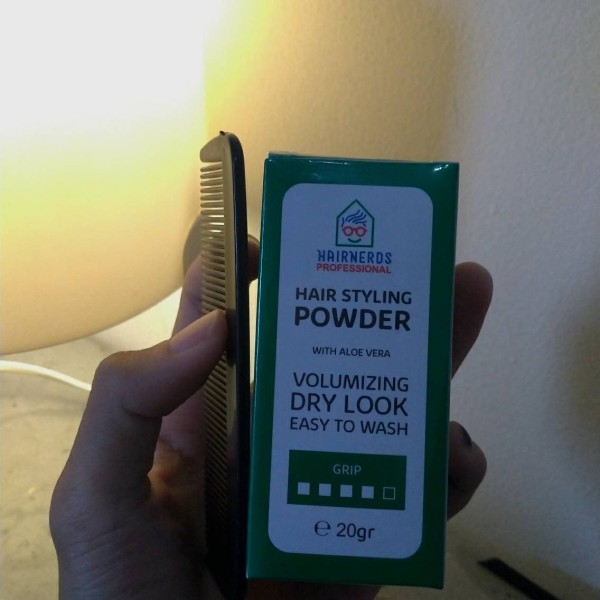 HAIRNERDS
PROFESSIONAL
HAIR STYLING
POWDER
WITH ALOE VERA
VOLUMIZING
DRY LOOK
EASY TO WASH
GRIP
℮ 20gr